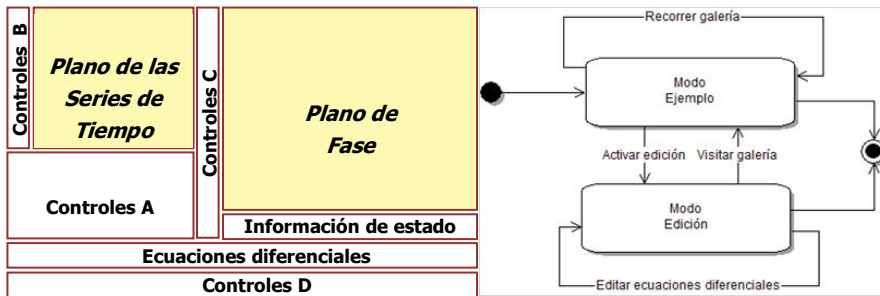 Controles B
Plano de las
Series de
Tiempo
Controles C
Plano de
Fase
Controles A
Información de estado
Ecuaciones diferenciales
Controles D
Recorrer galería
Modo
Ejemplo
Activar edición
Visitar galería
Modo
Edición
Editar ecuaciones diferenciales